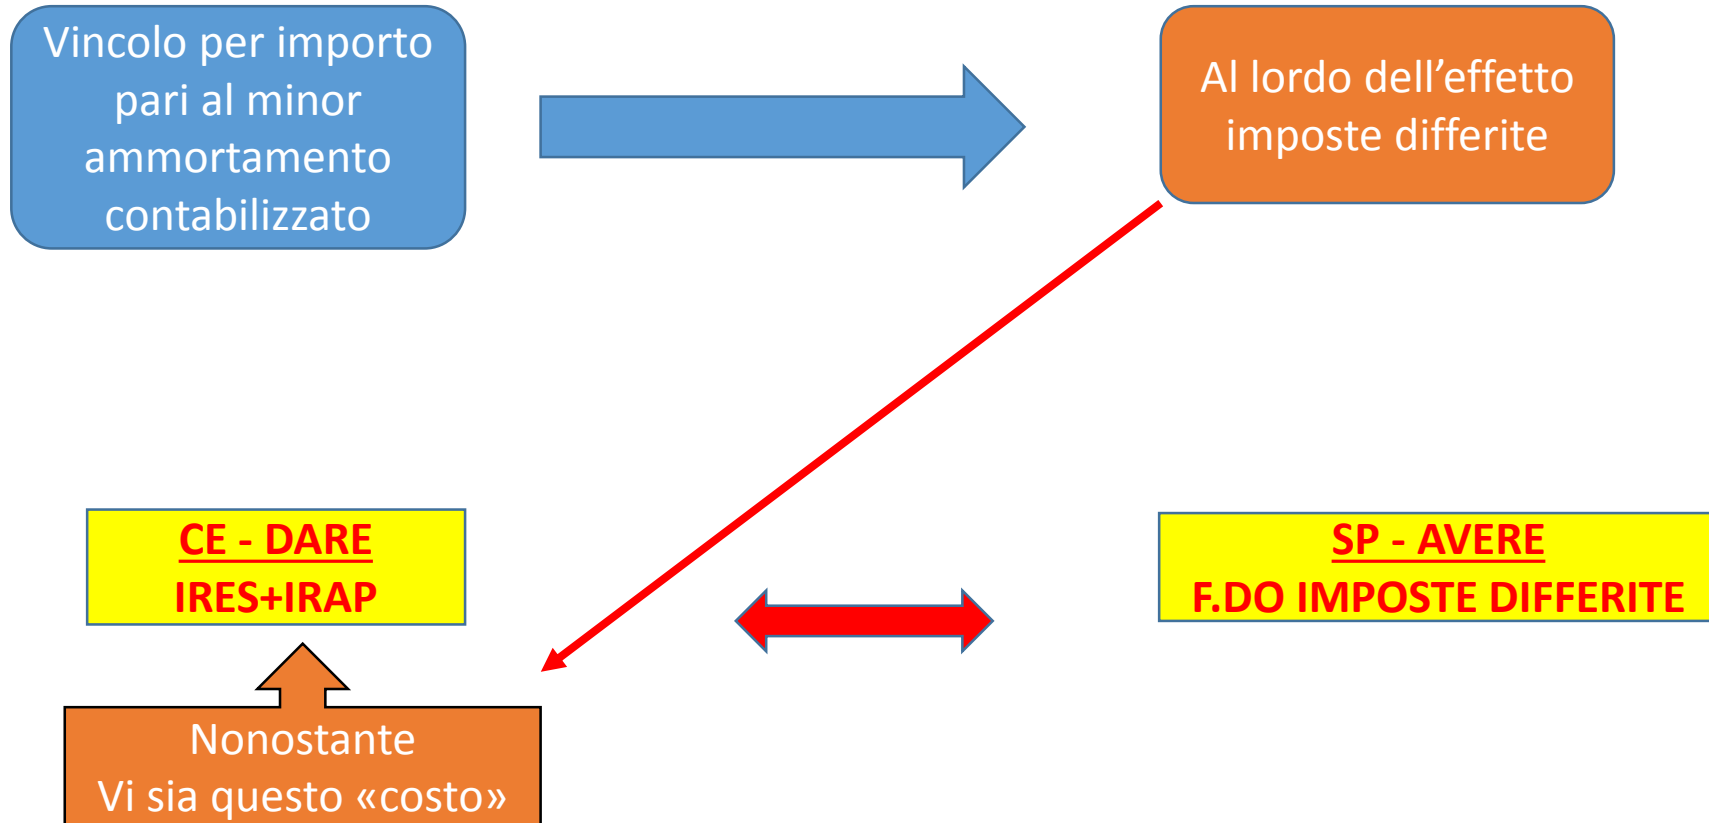 Vincolo per importo
pari al minor
ammortamento
contabilizzato
Al lordo dell’effetto
imposte differite
CE - DARE
IRES+IRAP
SP - AVERE
F.DO IMPOSTE DIFFERITE
Nonostante
Vi sia questo «costo»